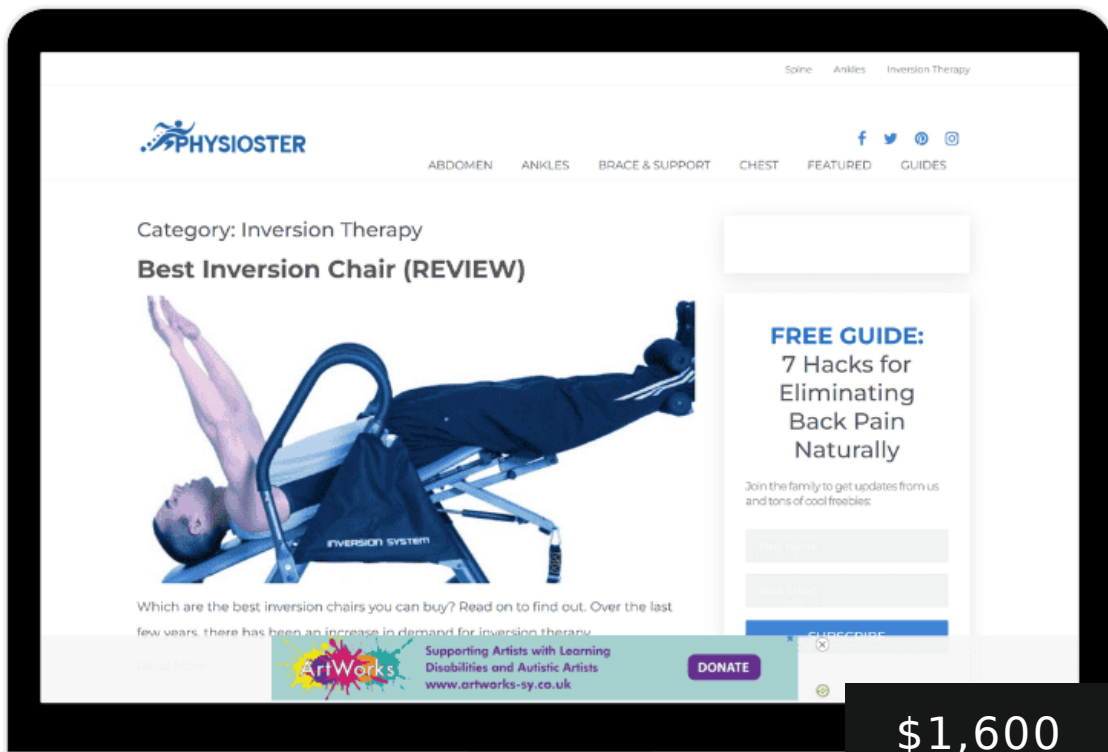 Spine Ankles Inversion Therapy
PHYSIOSTER
ABDOMEN ANKLES BRACE & SUPPORT CHEST FEATURED GUIDES
Category: Inversion Therapy
Best Inversion Chair (REVIEW)
INVERSION SYSTEM
Which are the best inversion chairs you can buy? Read on to find out. Over the last
few years, there has been an increase in demand for inversion therapy
FREE GUIDE:
7 Hacks for
Eliminating
Back Pain
Naturally
Join the family to get updates from us
and tons of cool freebies:
SUBSCRIBE
ArtWorks
Supporting Artists with Learning
Disabilities and Autistic Artists
www.artworks-sy.co.uk
DONATE
$1,600